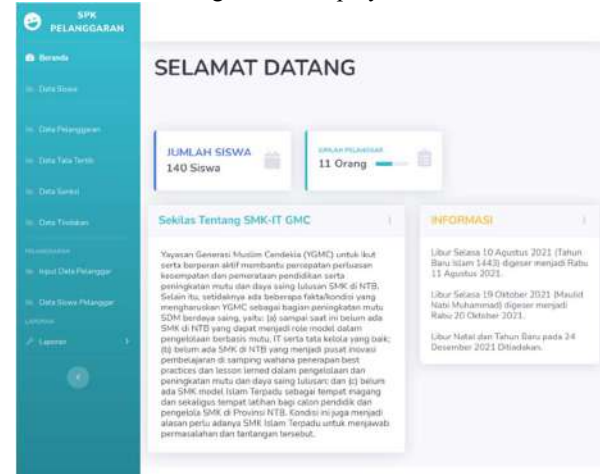 SPK
PELANGGARAN
Beranda
Data Siswa
Data Pelanggaran
Data Tata Tertib
Data Sanksi
Data Tindakan
PELANGGARAN
Input Data Pelanggar
Data Siswa Pelanggar
LAPORAN
Laporan
SELAMAT DATANG
JUMLAH SISWA
140 Siswa
JUMLAH PELANGGAR
11 Orang
Sekilas Tentang SMK-IT GMC
Yayasan Generasi Muslim Cendekia (YGMC) untuk ikut
serta berperan aktif membantu percepatan perluasan
kesempatan dan pemerataan pendidikan serta
peningkatan mutu dan daya saing lulusan SMK di NTB.
Selain itu, setidaknya ada beberapa fakta/kondisi yang
mengharuskan YGMC sebagai bagian peningkatan mutu
SDM berdaya saing, yaitu: (a) sampai saat ini belum ada
SMK di NTB yang dapat menjadi role model dalam
pengelolaan berbasis mutu, IT serta tata kelola yang baik;
(b) belum ada SMK di NTB yang menjadi pusat inovasi
pembelajaran di samping wahana penerapan best
practices dan lesson lerned dalam pengelolaan dan
peningkatan mutu dan daya saing lulusan; dan (c) belum
ada SMK model Islam Terpadu sebagai tempat magang
dan sekaligus tempat latihan bagi calon pendidik dan
pengelola SMK di Provinsi NTB. Kondisi ini juga menjadi
alasan perlu adanya SMK Islam Terpadu untuk menjawab
permasalahan dan tantangan tersebut.
INFORMASI
Libur Selasa 10 Agustus 2021 (Tahun
Baru Islam 1443) digeser menjadi Rabu
11 Agustus 2021.
Libur Selasa 19 Oktober 2021 (Maulid
Nabi Muhammad) digeser menjadi
Rabu 20 Oktober 2021.
Libur Natal dan Tahun Baru pada 24
Desember 2021 Ditiadakan.